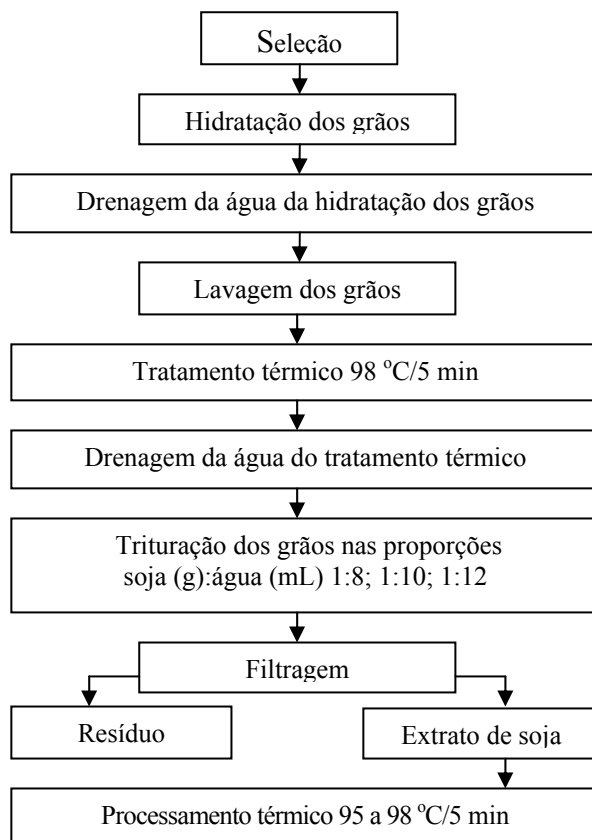 Seleção
Hidratação dos grãos
Drenagem da água da hidratação dos grãos
Lavagem dos grãos
Tratamento térmico 98 °C/5 min
Drenagem da água do tratamento térmico
Trituração dos grãos nas proporções
soja (g):água (mL) 1:8; 1:10; 1:12
Filtragem
Resíduo
Extrato de soja
Processamento térmico 95 a 98 °C/5 min